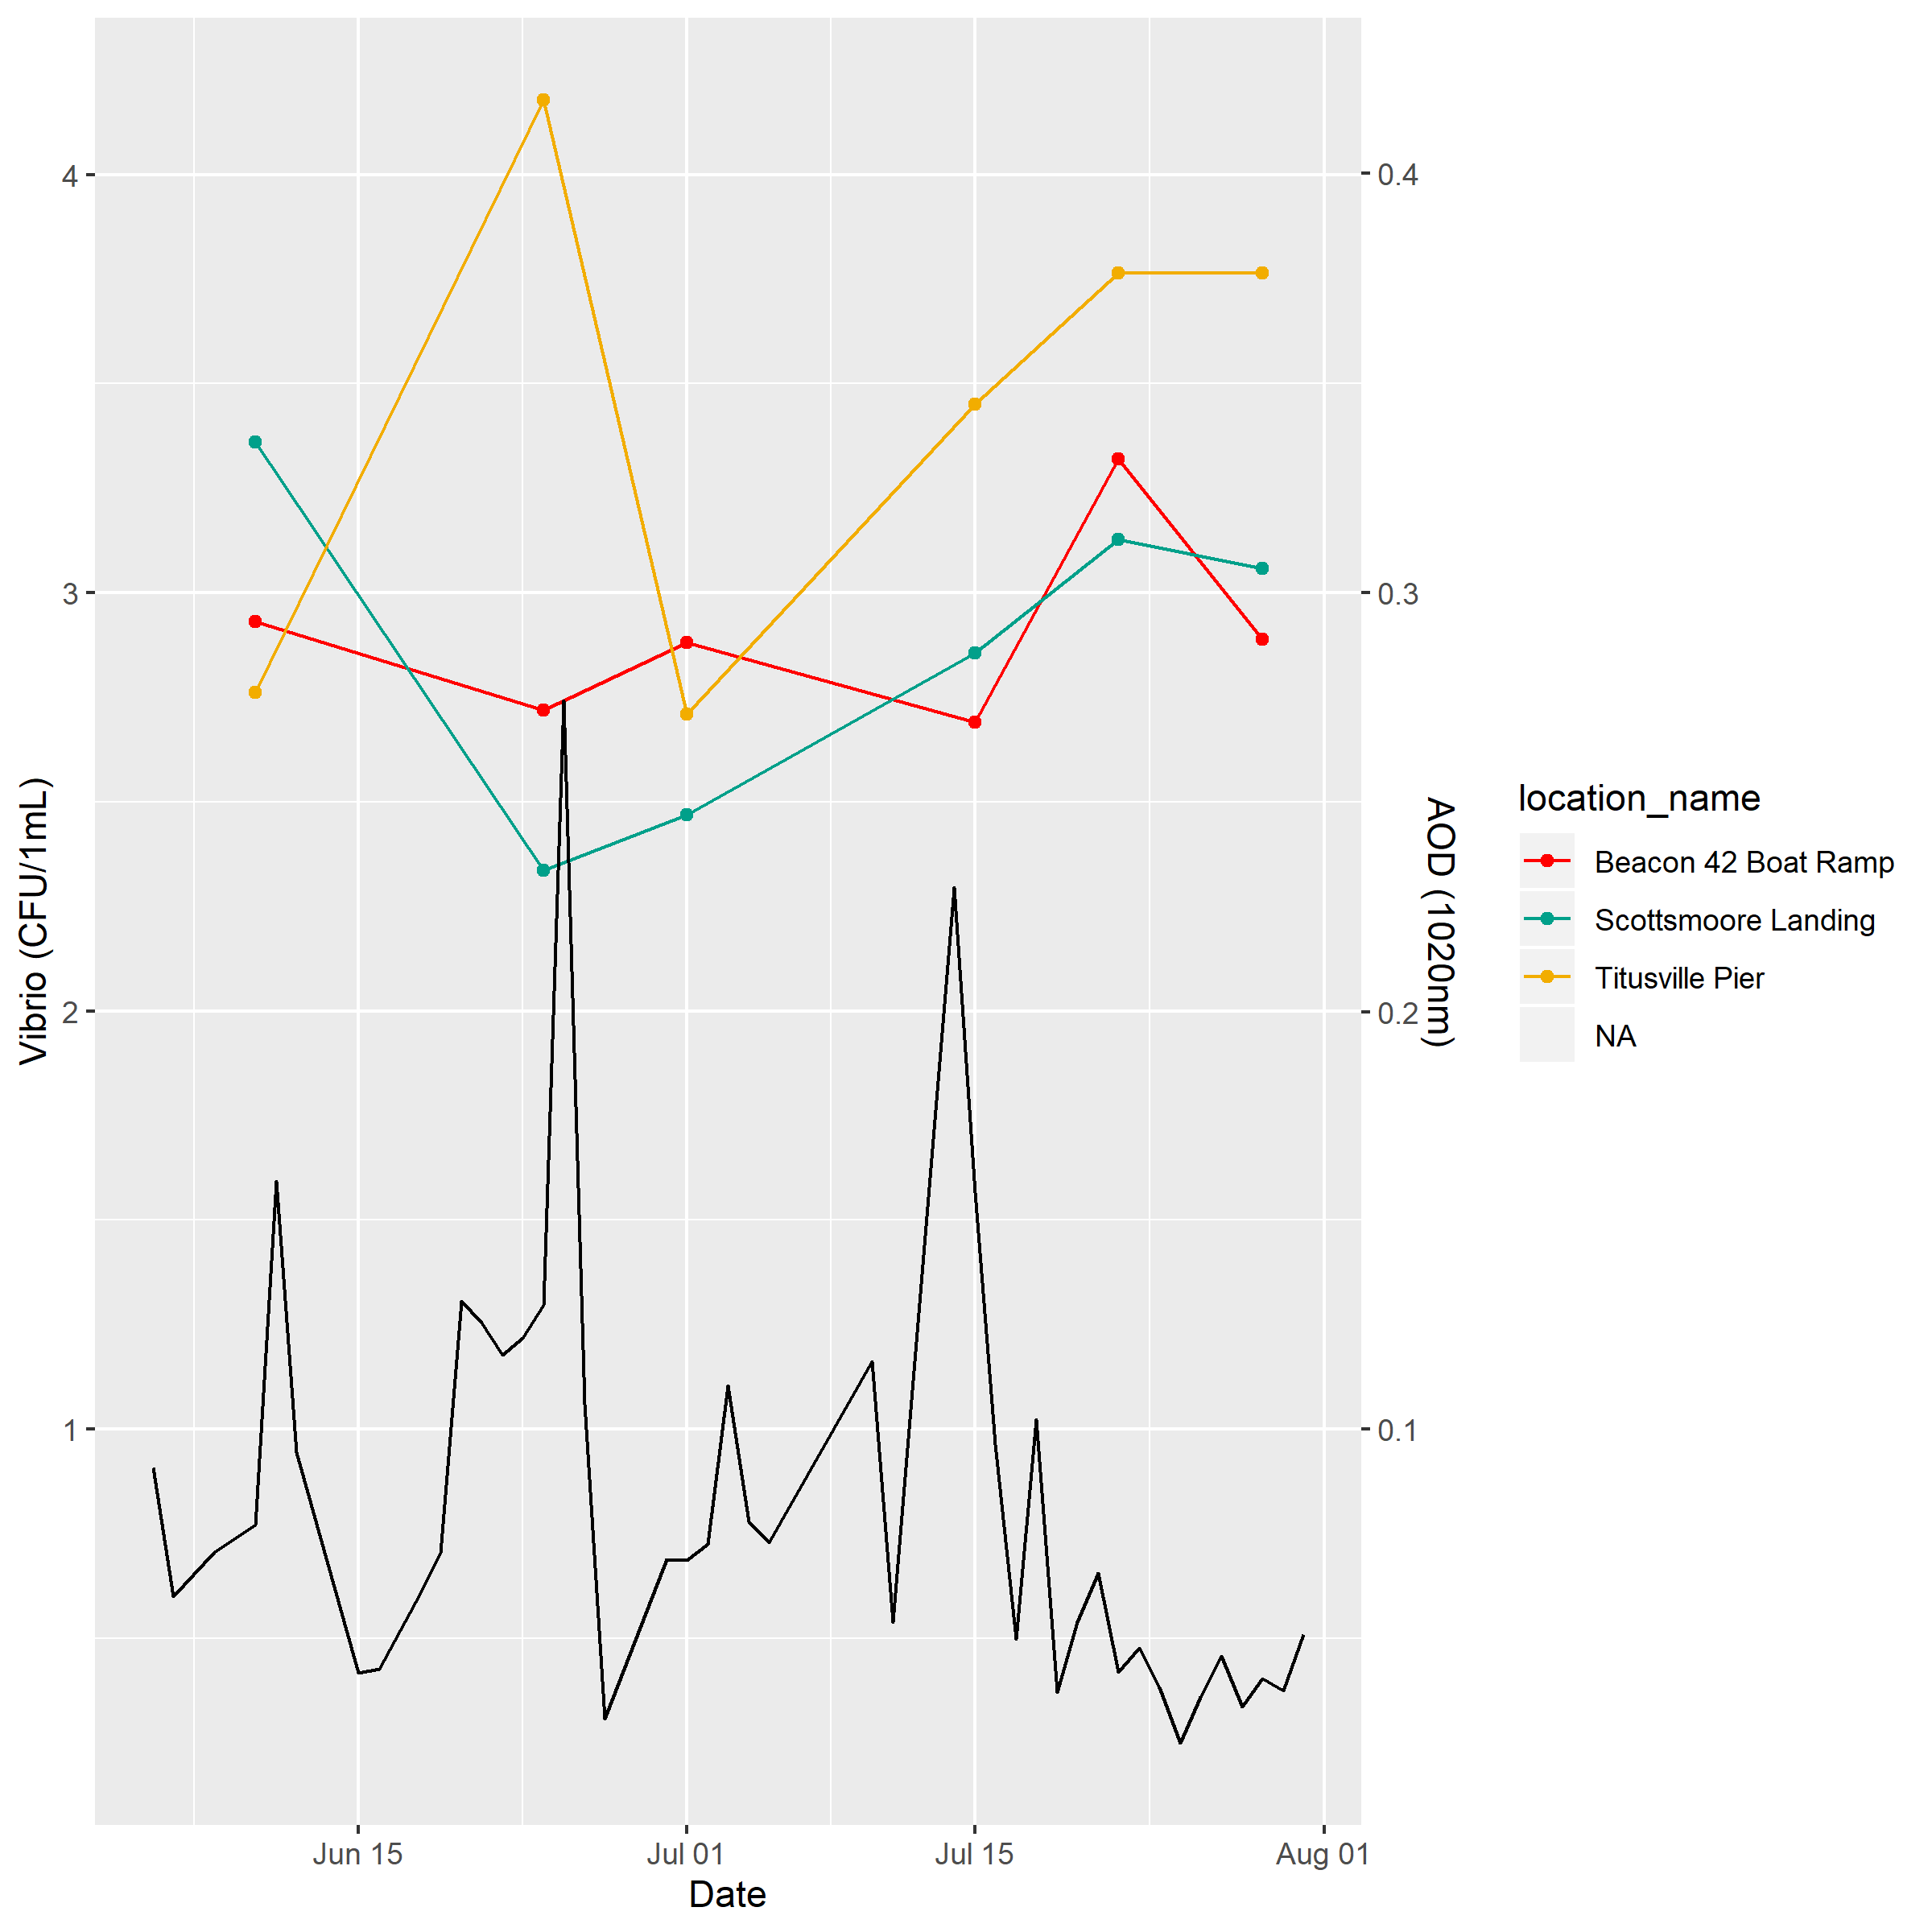 4
3
2
1
Vibrio (CFU/1mL)
0.4
0.3
0.2
0.1
AOD (1020nm)
Jun 15
Jul 01
Jul 15
Aug 01
Date
location_name
Beacon 42 Boat Ramp
Scottsmoore Landing
Titusville Pier
NA